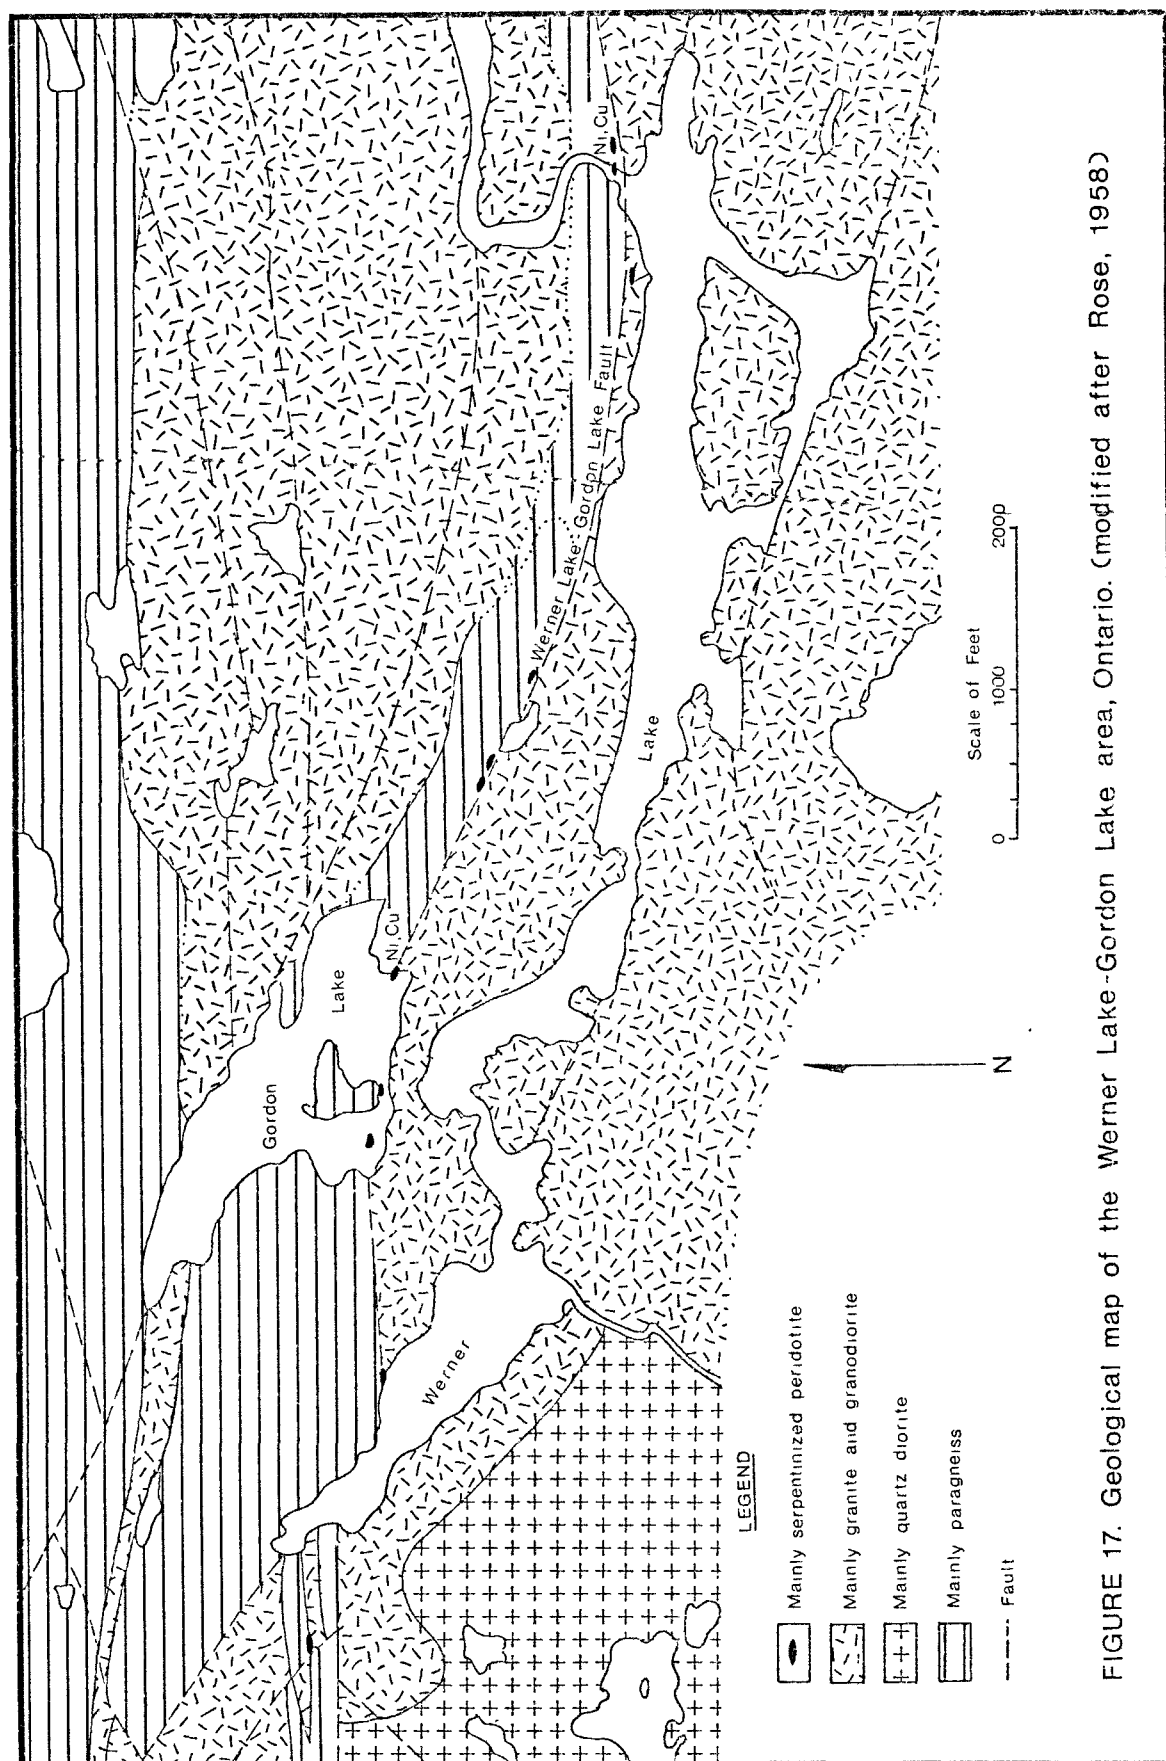 Ni,Cu
Werner Lake-Gordon Lake Fault
Ni,Cu
Gordon
Lake
Werner
Lake
Scale of Feet
0 1000 2000
N
LEGEND
Mainly serpentinized peridotite
Mainly granite and granodiorite
Mainly quartz diorite
Mainly paragneiss
Fault
FIGURE 17. Geological map of the Werner Lake-Gordon Lake area, Ontario. (modified after Rose, 1958)